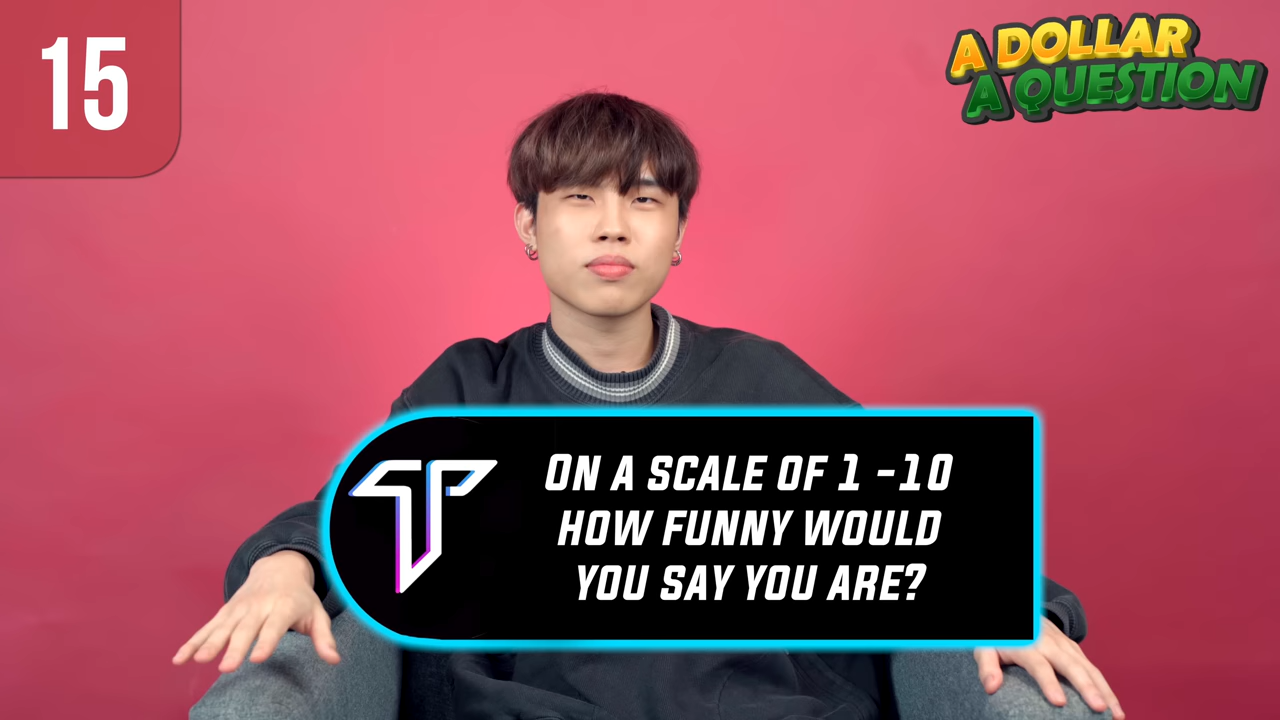 15
A DOLLAR
A QUESTION
ON A SCALE OF 1 -10
HOW FUNNY WOULD
YOU SAY YOU ARE?